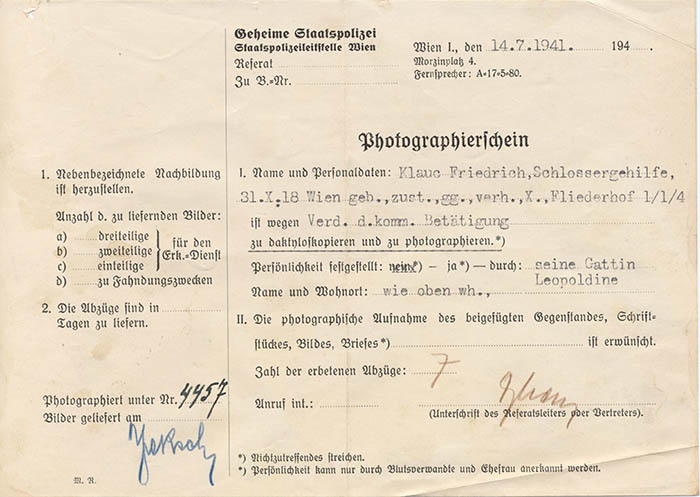 Geheime Staatspolizei
Staatspolizeileitstelle Wien
Referat
Zu B.=Nr.
Wien I., den 14.7.1941. 194
Morzinplatz 4.
Fernsprecher: A=17=5=80.
Photographierschein
1. Nebenbezeichnete Nachbildung
ist herzustellen.
Anzahl d. zu liefernden Bilder:
a) dreiteilige
b) zweiteilige
c) einteilige
für den
Erk.=Dienst
d) zu Fahndungszwecken
2. Die Abzüge sind in
Tagen zu liefern.
Photographiert unter Nr. 4457
Bilder geliefert am
M. R.
I. Name und Personaldaten: Klauc Friedrich,Schlossergehilfe,
31.X.18 Wien geb.,zust.,gg.,verh.,X.,Fliederhof 1/1/4
ist wegen Verd. d.komm. Betätigung
zu daktyloskopieren und zu photographieren.*)
Persönlichkeit festgestellt: nein*) – ja*) – durch: seine Gattin
Leopoldine
Name und Wohnort: wie oben wh.,
II. Die photographische Aufnahme des beigefügten Gegenstandes, Schrift=
stückes, Bildes, Briefes*) ist erwünscht.
Zahl der erbetenen Abzüge: 7
Anruf int.:
(Unterschrift des Referatsleiters oder Vertreters).
*) Nichtzutreffendes streichen.
*) Persönlichkeit kann nur durch Blutsverwandte und Ehefrau anerkannt werden.